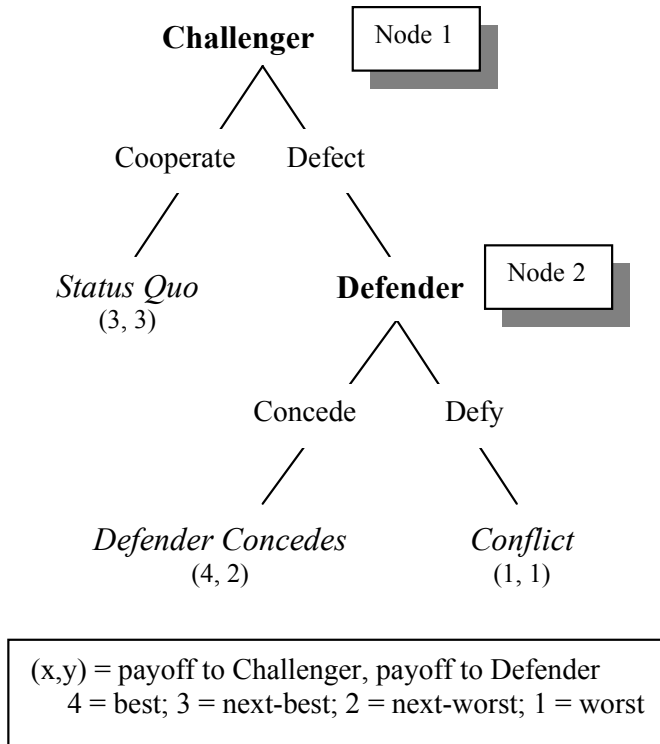 Challenger
Node 1
Cooperate
Defect
Status Quo
(3, 3)
Defender
Node 2
Concede
Defy
Defender Concedes
(4, 2)
Conflict
(1, 1)
(x,y) = payoff to Challenger, payoff to Defender
4 = best; 3 = next-best; 2 = next-worst; 1 = worst